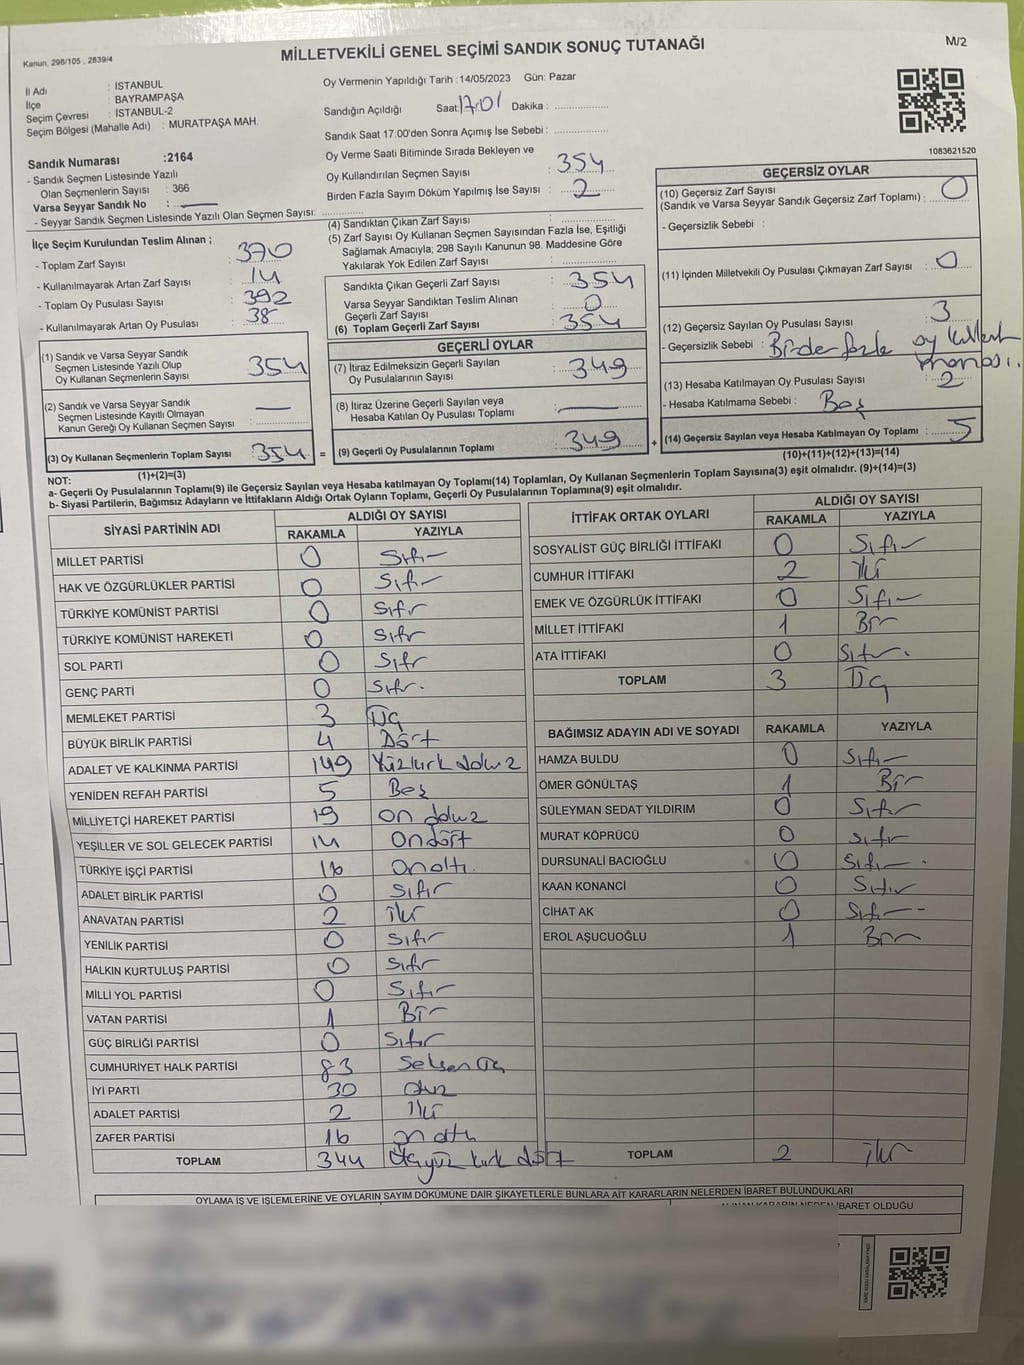 Kanun: 298/105 , 2839/4
MİLLETVEKİLİ GENEL SEÇİMİ SANDIK SONUÇ TUTANAĞI
M/2
İl Adı : İSTANBUL
İlçe : BAYRAMPAŞA
Seçim Çevresi : İSTANBUL-2
Seçim Bölgesi (Mahalle Adı) : MURATPAŞA MAH.
Sandık Numarası :2164
- Sandık Seçmen Listesinde Yazılı
Olan Seçmenlerin Sayısı : 366
Varsa Seyyar Sandık No :
- Seyyar Sandık Seçmen Listesinde Yazılı Olan Seçmen Sayısı:
İlçe Seçim Kurulundan Teslim Alınan ;
- Toplam Zarf Sayısı : 370
- Kullanılmayarak Artan Zarf Sayısı : 14
- Toplam Oy Pusulası Sayısı : 392
- Kullanılmayarak Artan Oy Pusulası : 38
(1) Sandık ve Varsa Seyyar Sandık
Seçmen Listesinde Yazılı Olup
Oy Kullanan Seçmenlerin Sayısı : 354
(2) Sandık ve Varsa Seyyar Sandık
Seçmen Listesinde Kayıtlı Olmayan
Kanun Gereği Oy Kullanan Seçmen Sayısı : —
(3) Oy Kullanan Seçmenlerin Toplam Sayısı : 354 =
(1)+(2)=(3)
Oy Vermenin Yapıldığı Tarih :14/05/2023 Gün: Pazar
Sandığın Açıldığı Saat:17:01 Dakika :
Sandık Saat 17:00'den Sonra Açımış İse Sebebi :
Oy Verme Saati Bitiminde Sırada Bekleyen ve
Oy Kullandırılan Seçmen Sayısı : 354
Birden Fazla Sayım Döküm Yapılmış İse Sayısı : 2
(4) Sandıktan Çıkan Zarf Sayısı :
(5) Zarf Sayısı Oy Kullanan Seçmen Sayısından Fazla İse, Eşitliği
Sağlamak Amacıyla; 298 Sayılı Kanunun 98. Maddesine Göre
Yakılarak Yok Edilen Zarf Sayısı :
Sandıkta Çıkan Geçerli Zarf Sayısı : 354
Varsa Seyyar Sandıktan Teslim Alınan
Geçerli Zarf Sayısı : 0
(6) Toplam Geçerli Zarf Sayısı : 354
GEÇERLİ OYLAR
(7) İtiraz Edilmeksizin Geçerli Sayılan
Oy Pusulalarının Sayısı : 349
(8) İtiraz Üzerine Geçerli Sayılan veya
Hesaba Katılan Oy Pusulası Toplamı : —
(9) Geçerli Oy Pusulalarının Toplamı : 349 +
1083621520
GEÇERSİZ OYLAR
(10) Geçersiz Zarf Sayısı
(Sandık ve Varsa Seyyar Sandık Geçersiz Zarf Toplamı) : 0
- Geçersizlik Sebebi :
(11) İçinden Milletvekili Oy Pusulası Çıkmayan Zarf Sayısı : 0
(12) Geçersiz Sayılan Oy Pusulası Sayısı : 3
- Geçersizlik Sebebi : Birden fazla oy kullanılması.
(13) Hesaba Katılmayan Oy Pusulası Sayısı : 2
- Hesaba Katılmama Sebebi : Boş
(14) Geçersiz Sayılan veya Hesaba Katılmayan Oy Toplamı : 5
(10)+(11)+(12)+(13)=(14)
NOT:
a- Geçerli Oy Pusulalarının Toplamı(9) ile Geçersiz Sayılan veya Hesaba katılmayan Oy Toplamı(14) Toplamları, Oy Kullanan Seçmenlerin Toplam Sayısına(3) eşit olmalıdır. (9)+(14)=(3)
b- Siyasi Partilerin, Bağımsız Adayların ve İttifakların Aldığı Ortak Oyların Toplamı, Geçerli Oy Pusulalarının Toplamına(9) eşit olmalıdır.
SİYASİ PARTİNİN ADI ALDIĞI OY SAYISI
RAKAMLA YAZIYLA
MİLLET PARTİSİ 0 Sıfır
HAK VE ÖZGÜRLÜKLER PARTİSİ 0 Sıfır
TÜRKİYE KOMÜNİST PARTİSİ 0 Sıfır
TÜRKİYE KOMÜNİST HAREKETİ 0 Sıfır
SOL PARTİ 0 Sıfır
GENÇ PARTİ 0 Sıfır.
MEMLEKET PARTİSİ 3 Üç
BÜYÜK BİRLİK PARTİSİ 4 Dört
ADALET VE KALKINMA PARTİSİ 149 Yüzkırk dokuz
YENİDEN REFAH PARTİSİ 5 Beş
MİLLİYETÇİ HAREKET PARTİSİ 19 on dokuz
YEŞİLLER VE SOL GELECEK PARTİSİ 14 Ondört
TÜRKİYE İŞÇİ PARTİSİ 16 onaltı.
ADALET BİRLİK PARTİSİ 0 sıfır
ANAVATAN PARTİSİ 2 iki
YENİLİK PARTİSİ 0 sıfır
HALKIN KURTULUŞ PARTİSİ 0 sıfır
MİLLİ YOL PARTİSİ 0 Sıfır
VATAN PARTİSİ 1 Bir
GÜÇ BİRLİĞİ PARTİSİ 0 Sıfır
CUMHURİYET HALK PARTİSİ 83 Seksen Üç
İYİ PARTİ 30 otuz
ADALET PARTİSİ 2 İki
ZAFER PARTİSİ 16 on altı
TOPLAM 344 Üçyüz kırk dört
İTTİFAK ORTAK OYLARI ALDIĞI OY SAYISI
RAKAMLA YAZIYLA
SOSYALİST GÜÇ BİRLİĞİ İTTİFAKI 0 Sıfır
CUMHUR İTTİFAKI 2 İki
EMEK VE ÖZGÜRLÜK İTTİFAKI 0 Sıfır
MİLLET İTTİFAKI 1 Bir
ATA İTTİFAKI 0 Sıfır.
TOPLAM 3 Üç
BAĞIMSIZ ADAYIN ADI VE SOYADI RAKAMLA YAZIYLA
HAMZA BULDU 0 Sıfır
ÖMER GÖNÜLTAŞ 1 Bir
SÜLEYMAN SEDAT YILDIRIM 0 Sıfır
MURAT KÖPRÜCÜ 0 sıfır
DURSUNALİ BACIOĞLU 0 Sıfır.
KAAN KONANCİ 0 Sıfır
CİHAT AK 0 Sıfır
EROL AŞUCUOĞLU 1 Bir
TOPLAM 2 iki
OYLAMA İŞ VE İŞLEMLERİNE VE OYLARIN SAYIM DÖKÜMÜNE DAİR ŞİKAYETLERLE BUNLARA AİT KARARLARIN NELERDEN İBARET BULUNDUKLARI
ALINAN KARARIN NEDEN İBARET OLDUĞU